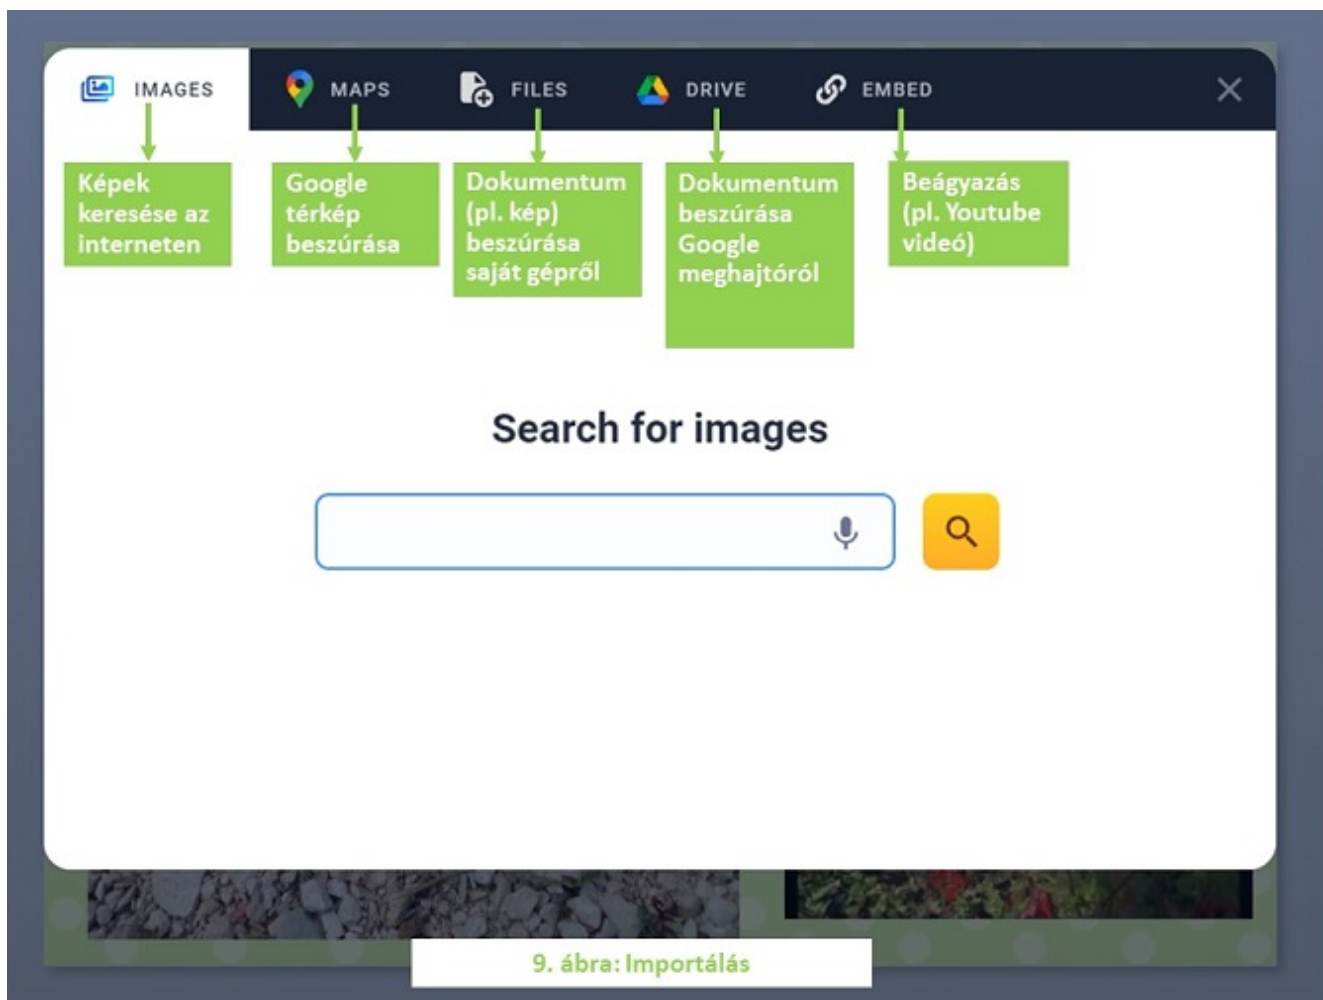 IMAGES
MAPS
FILES
DRIVE
EMBED
Képek
keresése az
interneten
Google
térkép
beszúrása
Dokumentum
(pl. kép)
beszúrása
saját gépről
Dokumentum
beszúrása
Google
meghajtóról
Beágyazás
(pl. Youtube
videó)
Search for images
9. ábra: Importálás